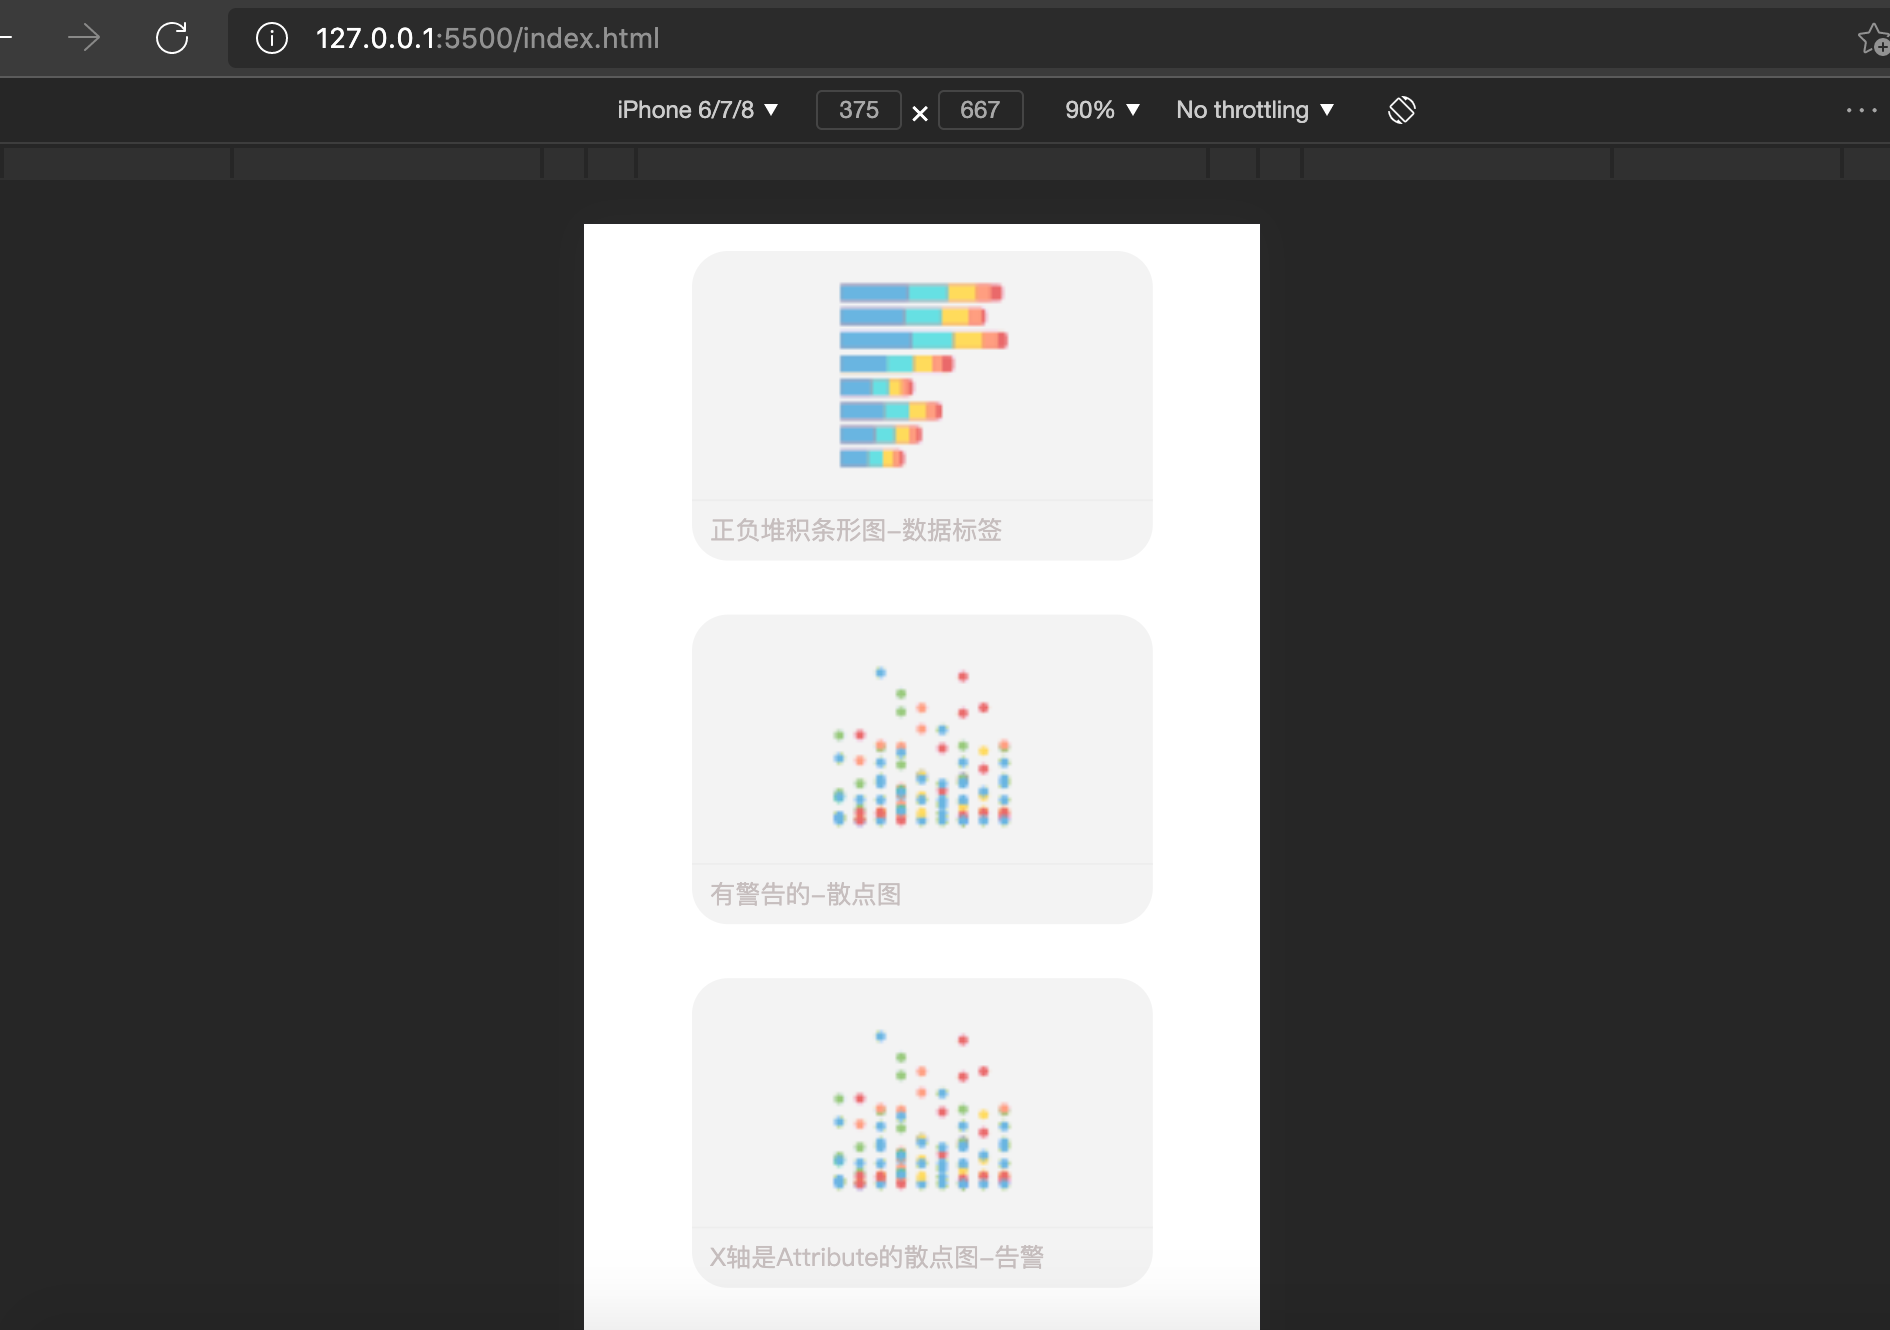 127.0.0.1:5500/index.html
iPhone 6/7/8 ▼ 375 × 667 90% ▼ No throttling ▼
正负堆积条形图-数据标签
有警告的-散点图
X轴是Attribute的散点图-告警